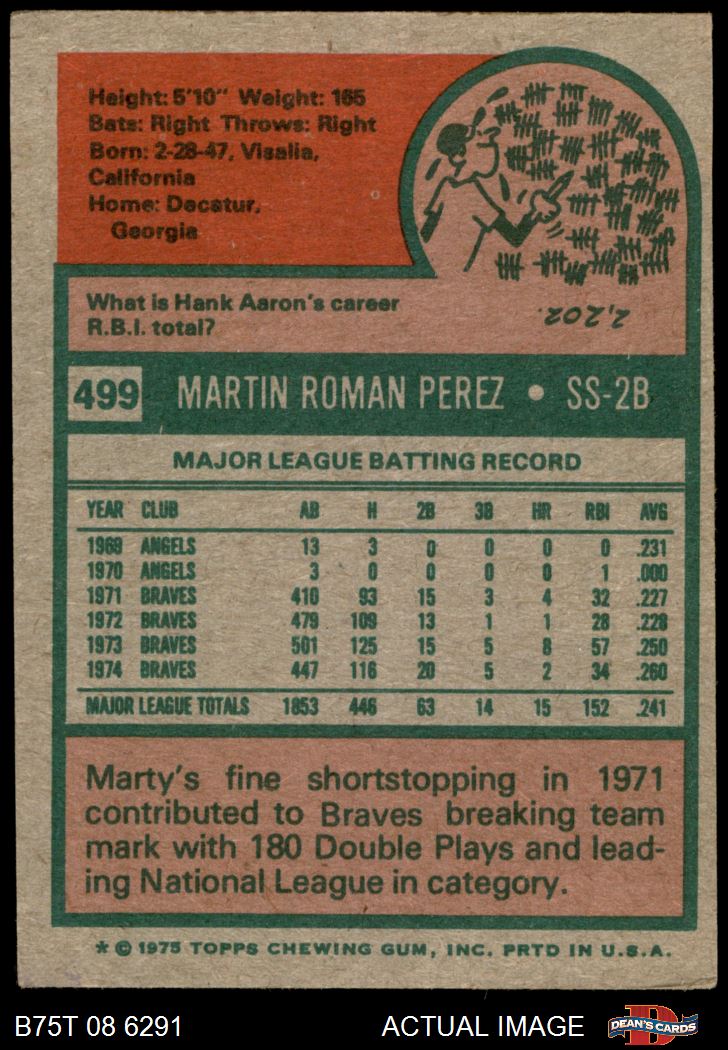 Height: 5'10" Weight: 165
Bats: Right Throws: Right
Born: 2-28-47, Visalia,
California
Home: Decatur,
Georgia
What is Hank Aaron's career
R.B.I. total?
2,202.
499 MARTIN ROMAN PEREZ • SS-2B
MAJOR LEAGUE BATTING RECORD
YEAR CLUB AB H 2B 3B HR RBI AVG
1969 ANGELS 13 3 0 0 0 0 .231
1970 ANGELS 3 0 0 0 0 1 .000
1971 BRAVES 410 93 15 3 4 32 .227
1972 BRAVES 479 109 13 1 1 28 .228
1973 BRAVES 501 125 15 5 8 57 .250
1974 BRAVES 447 116 20 5 2 34 .260
MAJOR LEAGUE TOTALS 1853 446 63 14 15 152 .241
Marty's fine shortstopping in 1971
contributed to Braves breaking team
mark with 180 Double Plays and lead-
ing National League in category.
* © 1975 TOPPS CHEWING GUM, INC. PRTD IN U.S.A.
B75T 08 6291 ACTUAL IMAGE
DEAN'S CARDS